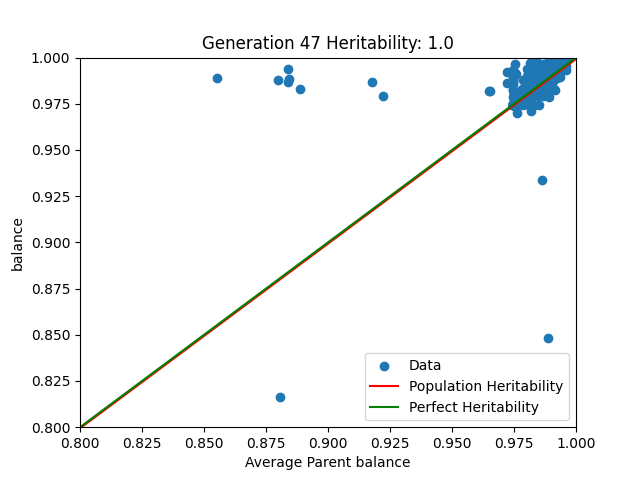 Generation 47 Heritability: 1.0
1.000
0.975
0.950
0.925
0.900
0.875
0.850
0.825
0.800
balance
Data
Population Heritability
Perfect Heritability
0.800 0.825 0.850 0.875 0.900 0.925 0.950 0.975 1.000
Average Parent balance